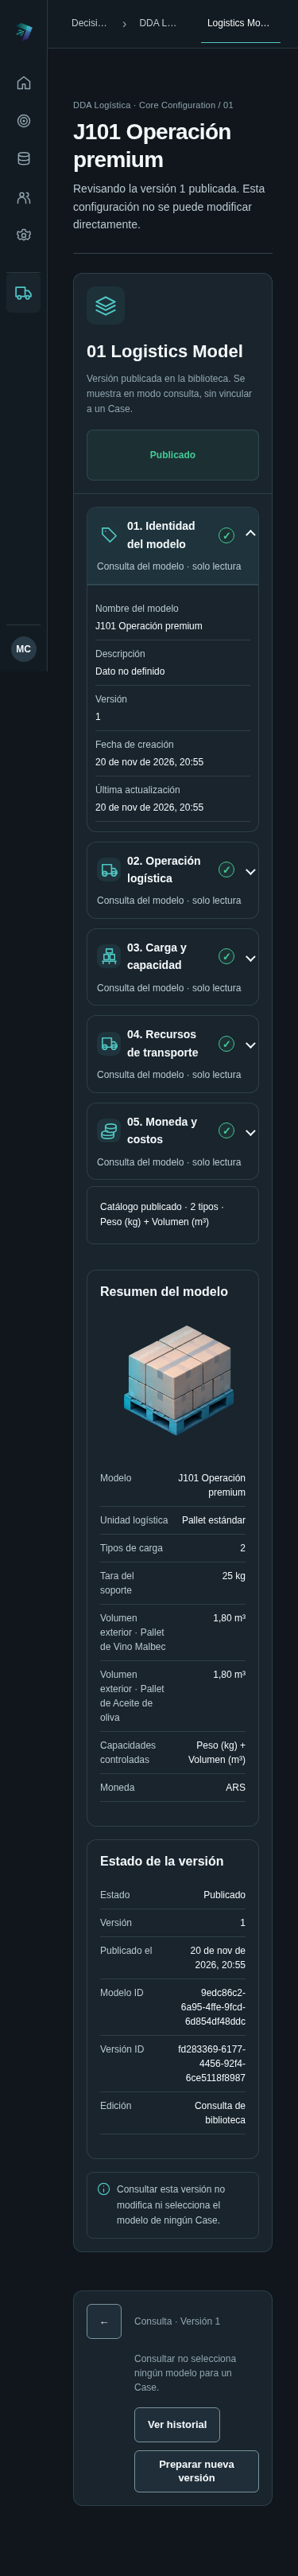 Decisi...
›
DDA L...
Logistics Mo...
DDA Logística · Core Configuration / 01
J101 Operación
premium
Revisando la versión 1 publicada. Esta
configuración no se puede modificar
directamente.
01 Logistics Model
Versión publicada en la biblioteca. Se
muestra en modo consulta, sin vincular
a un Case.
Publicado
01. Identidad
del modelo
Consulta del modelo · solo lectura
Nombre del modelo
J101 Operación premium
Descripción
Dato no definido
Versión
1
Fecha de creación
20 de nov de 2026, 20:55
Última actualización
20 de nov de 2026, 20:55
MC
02. Operación
logística
Consulta del modelo · solo lectura
03. Carga y
capacidad
Consulta del modelo · solo lectura
04. Recursos
de transporte
Consulta del modelo · solo lectura
05. Moneda y
costos
Consulta del modelo · solo lectura
Catálogo publicado · 2 tipos ·
Peso (kg) + Volumen (m³)
Resumen del modelo
Modelo J101 Operación
premium
Unidad logística Pallet estándar
Tipos de carga 2
Tara del 25 kg
soporte
Volumen 1,80 m³
exterior · Pallet
de Vino Malbec
Volumen 1,80 m³
exterior · Pallet
de Aceite de
oliva
Capacidades Peso (kg) +
controladas Volumen (m³)
Moneda ARS
Estado de la versión
Estado Publicado
Versión 1
Publicado el 20 de nov de
2026, 20:55
Modelo ID 9edc86c2-
6a95-4ffe-9fcd-
6d854df48ddc
Versión ID fd283369-6177-
4456-92f4-
6ce5118f8987
Edición Consulta de
biblioteca
Consultar esta versión no
modifica ni selecciona el
modelo de ningún Case.
← Consulta · Versión 1
Consultar no selecciona
ningún modelo para un
Case.
Ver historial
Preparar nueva
versión